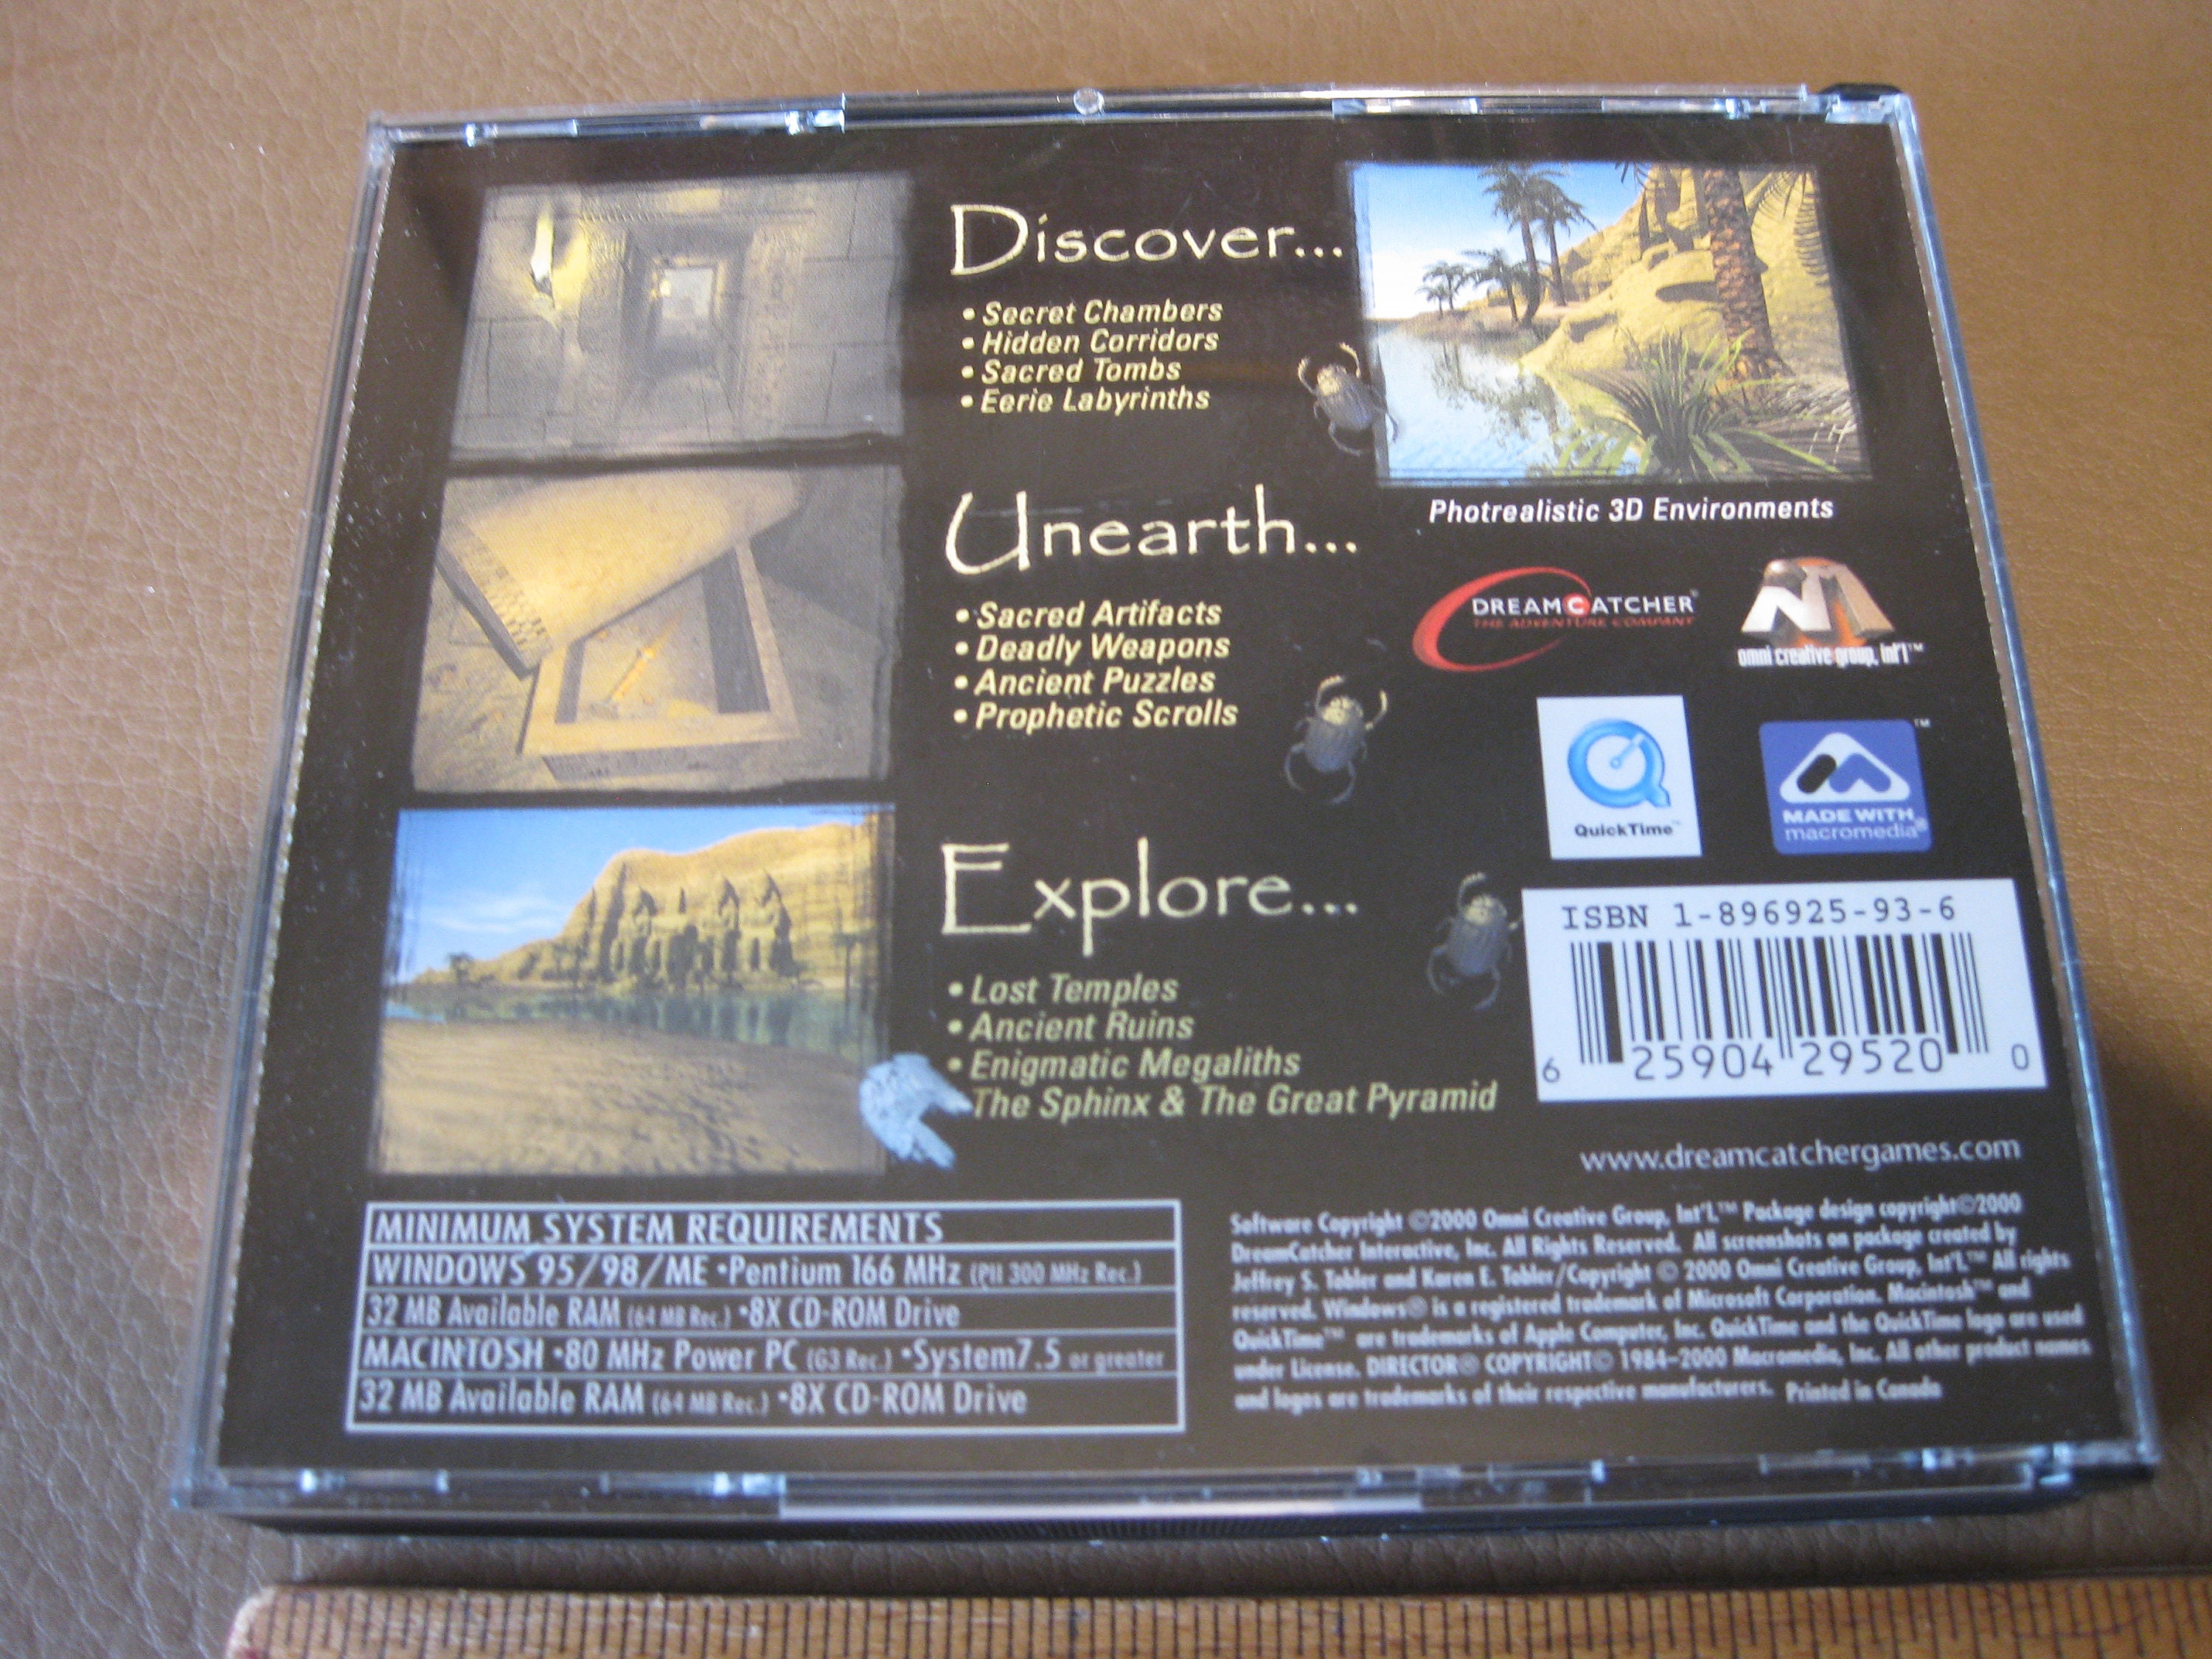 Discover...
• Secret Chambers
• Hidden Corridors
• Sacred Tombs
• Eerie Labyrinths
Unearth...
• Sacred Artifacts
• Deadly Weapons
• Ancient Puzzles
• Prophetic Scrolls
Explore...
• Lost Temples
• Ancient Ruins
• Enigmatic Megaliths
The Sphinx & The Great Pyramid
Photrealistic 3D Environments
DREAMCATCHER®
THE ADVENTURE COMPANY
omni creative group, int'l™
QuickTime™
MADE WITH™
macromedia®
ISBN 1-896925-93-6
6 25904 29520 0
www.dreamcatchergames.com
MINIMUM SYSTEM REQUIREMENTS
WINDOWS 95/98/ME •Pentium 166 MHz (PII 300 MHz Rec.)
32 MB Available RAM (64 MB Rec.) •8X CD-ROM Drive
MACINTOSH •80 MHz Power PC (G3 Rec.) •System7.5 or greater
32 MB Available RAM (64 MB Rec.) •8X CD-ROM Drive
Software Copyright ©2000 Omni Creative Group, Int'L™ Package design copyright©2000
DreamCatcher Interactive, Inc. All Rights Reserved. All screenshots on package created by
Jeffrey S. Tobler and Karen E. Tobler/Copyright © 2000 Omni Creative Group, Int'L™ All rights
reserved. Windows® is a registered trademark of Microsoft Corporation. Macintosh™ and
QuickTime™ are trademarks of Apple Computer, Inc. QuickTime and the QuickTime logo are used
under License. DIRECTOR® COPYRIGHT© 1984-2000 Macromedia, Inc. All other product names
and logos are trademarks of their respective manufacturers. Printed in Canada